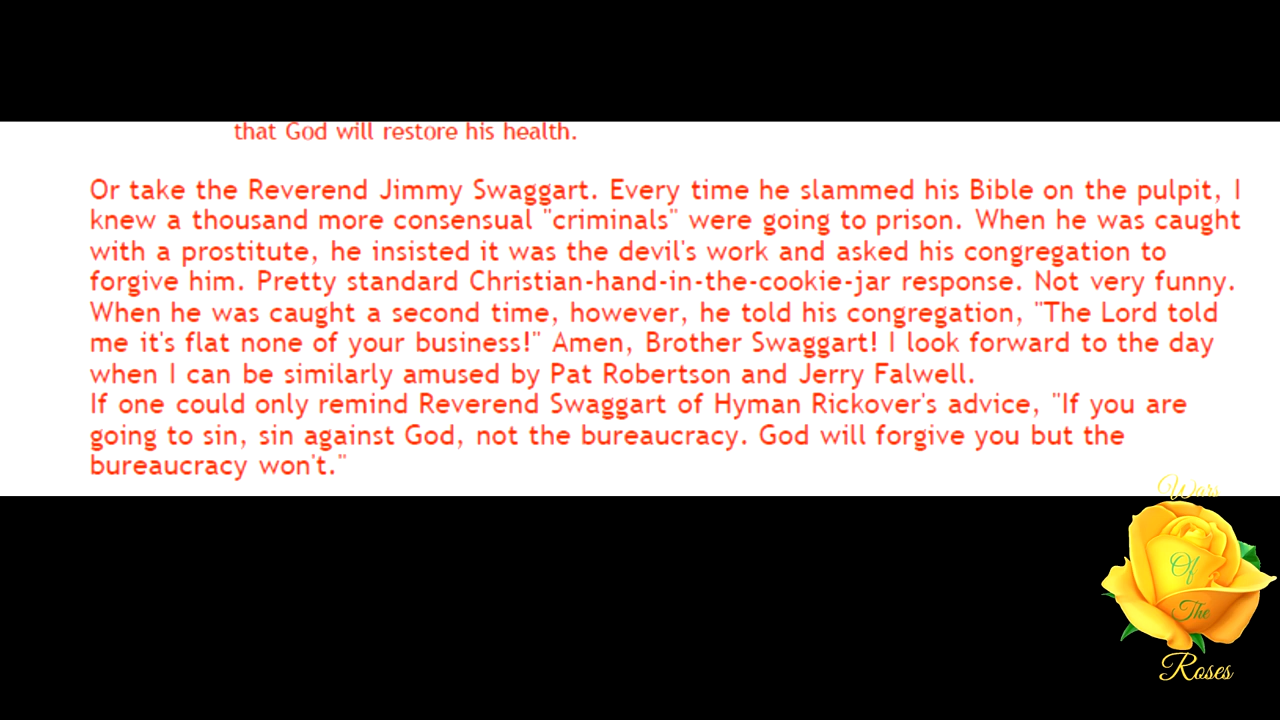 that God will restore his health.
Or take the Reverend Jimmy Swaggart. Every time he slammed his Bible on the pulpit, I
knew a thousand more consensual "criminals" were going to prison. When he was caught
with a prostitute, he insisted it was the devil's work and asked his congregation to
forgive him. Pretty standard Christian-hand-in-the-cookie-jar response. Not very funny.
When he was caught a second time, however, he told his congregation, "The Lord told
me it's flat none of your business!" Amen, Brother Swaggart! I look forward to the day
when I can be similarly amused by Pat Robertson and Jerry Falwell.
If one could only remind Reverend Swaggart of Hyman Rickover's advice, "If you are
going to sin, sin against God, not the bureaucracy. God will forgive you but the
bureaucracy won't."
Wars
Of
The
Roses